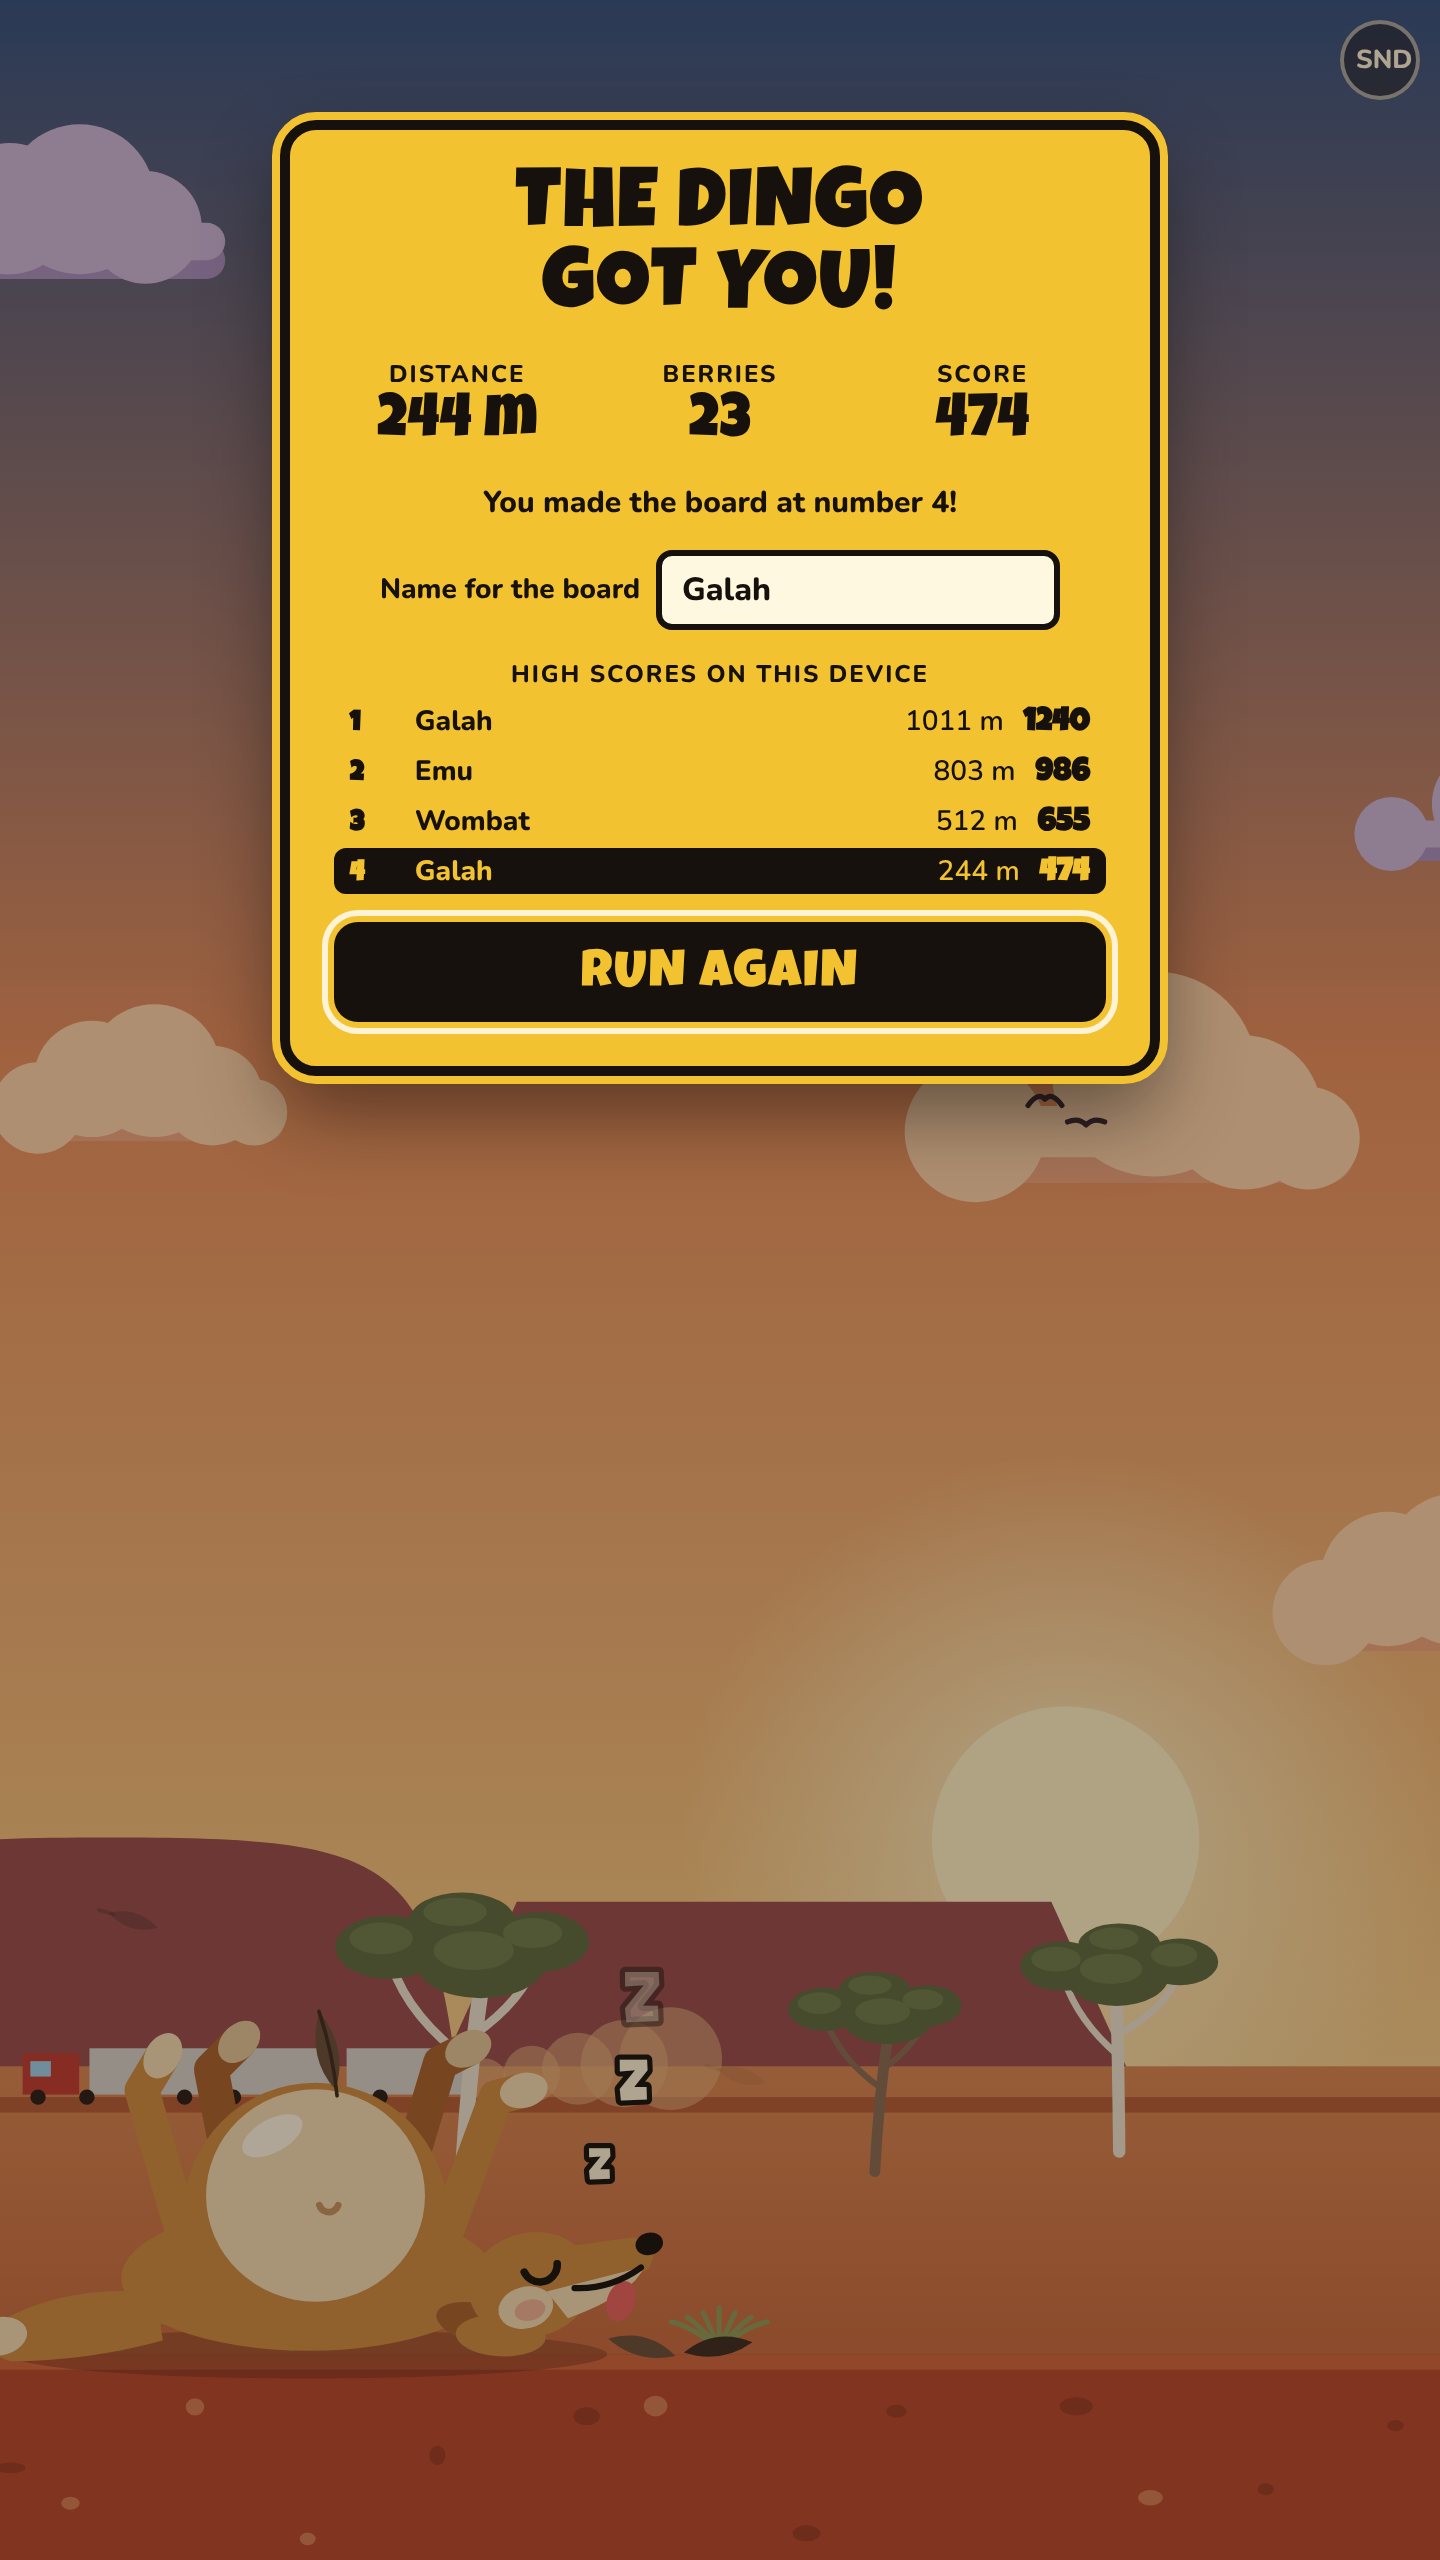 SND
THE DINGO
GOT YOU!
DISTANCE BERRIES SCORE
244 m 23 474
You made the board at number 4!
Name for the board Galah
HIGH SCORES ON THIS DEVICE
1 Galah 1011 m 1240
2 Emu 803 m 986
3 Wombat 512 m 655
4 Galah 244 m 474
RUN AGAIN
Z
Z
Z